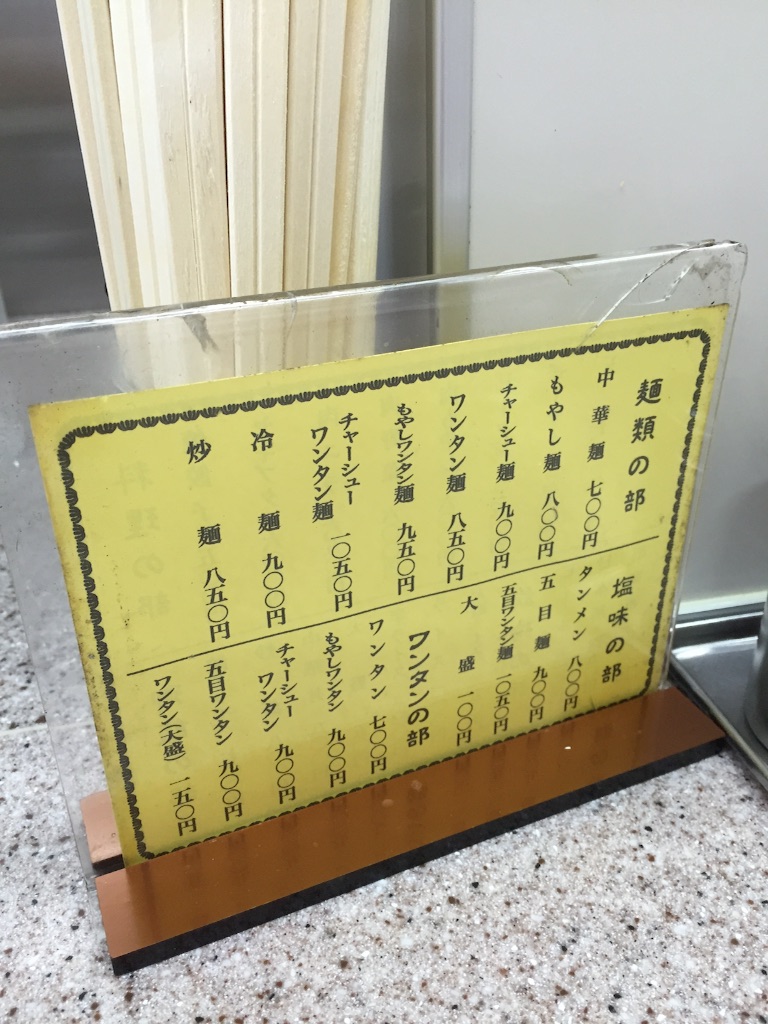 麺類の部
中華麺 七〇〇円
もやし麺 八〇〇円
チャーシュー麺 九〇〇円
ワンタン麺 八五〇円
もやしワンタン麺 九五〇円
チャーシュー
ワンタン麺 一〇五〇円
冷麺 九〇〇円
炒麺 八五〇円
塩味の部
タンメン 八〇〇円
五目麺 九〇〇円
五目ワンタン麺 一〇五〇円
大盛 一〇〇円
ワンタンの部
ワンタン 七〇〇円
もやしワンタン 九〇〇円
チャーシュー
ワンタン 九〇〇円
五目ワンタン 九〇〇円
ワンタン(大盛) 一五〇円
料理の部